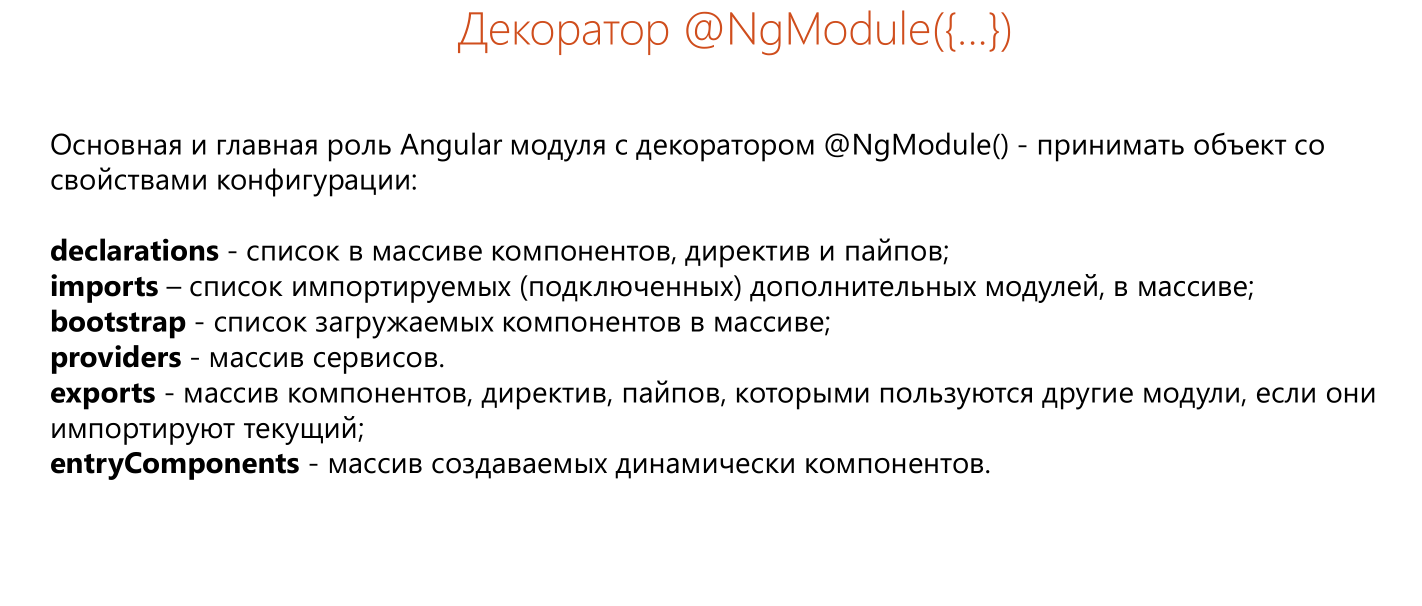 Декоратор @NgModule({...})
Основная и главная роль Angular модуля с декоратором @NgModule() - принимать объект со
свойствами конфигурации:
declarations - список в массиве компонентов, директив и пайпов;
imports – список импортируемых (подключенных) дополнительных модулей, в массиве;
bootstrap - список загружаемых компонентов в массиве;
providers - массив сервисов.
exports - массив компонентов, директив, пайпов, которыми пользуются другие модули, если они
импортируют текущий;
entryComponents - массив создаваемых динамически компонентов.